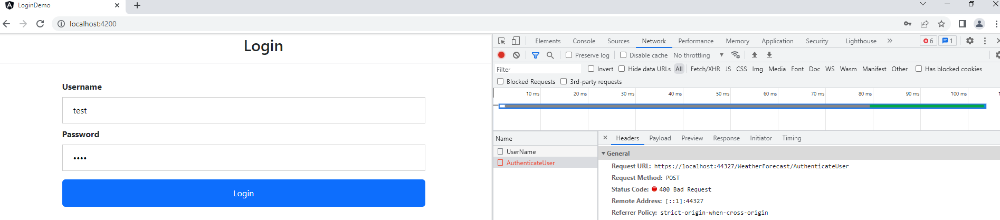 LoginDemo
localhost:4200
Login
Username
test
Password
••••
Login
Elements Console Sources Network Performance Memory Application Security Lighthouse » 6 1
Preserve log Disable cache No throttling
Filter Invert Hide data URLs All Fetch/XHR JS CSS Img Media Font Doc WS Wasm Manifest Other Has blocked cookies
Blocked Requests 3rd-party requests
10 ms 20 ms 30 ms 40 ms 50 ms 60 ms 70 ms 80 ms 90 ms 100 ms 1
Name
UserName
AuthenticateUser
× Headers Payload Preview Response Initiator Timing
General
Request URL: https://localhost:44327/WeatherForecast/AuthenticateUser
Request Method: POST
Status Code: 400 Bad Request
Remote Address: [::1]:44327
Referrer Policy: strict-origin-when-cross-origin